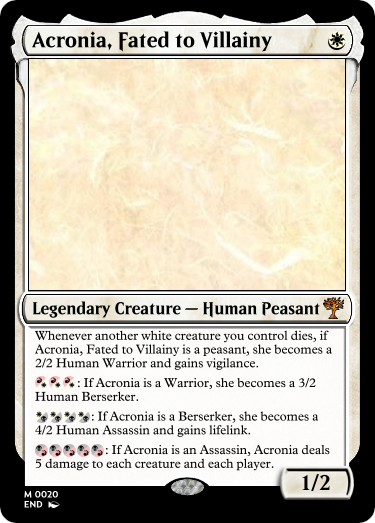 Acronia, Fated to Villainy
Legendary Creature — Human Peasant
Whenever another white creature you control dies, if
Acronia, Fated to Villainy is a peasant, she becomes a
2/2 Human Warrior and gains vigilance.
: If Acronia is a Warrior, she becomes a 3/2
Human Berserker.
: If Acronia is a Berserker, she becomes a
4/2 Human Assassin and gains lifelink.
: If Acronia is an Assassin, Acronia deals
5 damage to each creature and each player.
1/2
M 0020
END